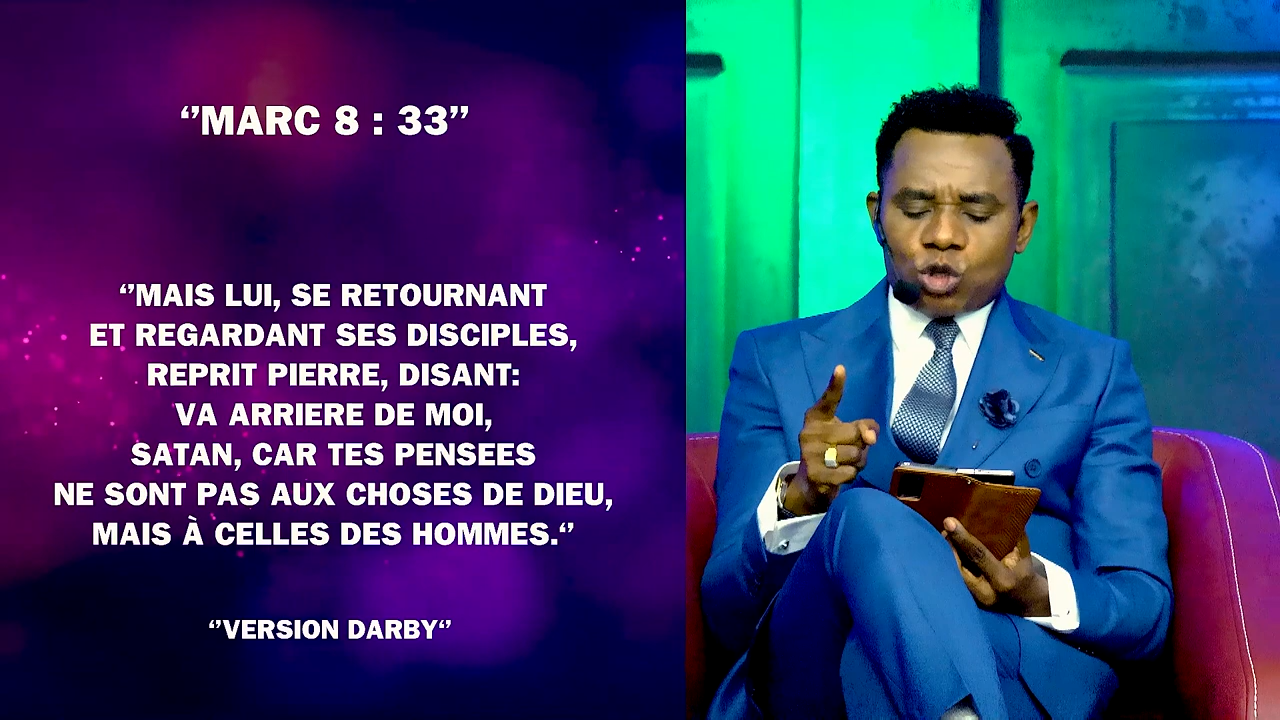 ‘’MARC 8 : 33’’
‘’MAIS LUI, SE RETOURNANT
ET REGARDANT SES DISCIPLES,
REPRIT PIERRE, DISANT:
VA ARRIERE DE MOI,
SATAN, CAR TES PENSEES
NE SONT PAS AUX CHOSES DE DIEU,
MAIS À CELLES DES HOMMES.‘’
‘’VERSION DARBY‘’